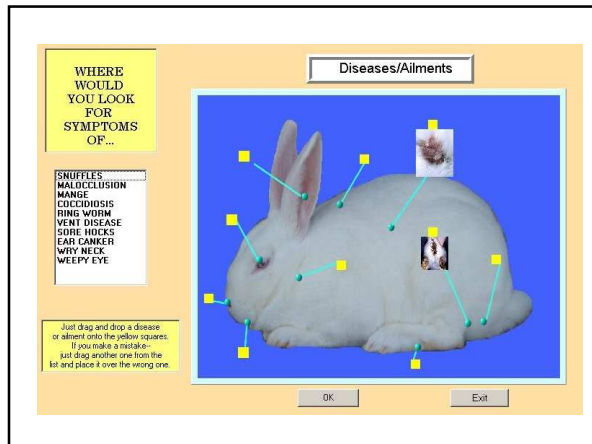 WHERE
WOULD
YOU LOOK
FOR
SYMPTOMS
OF...
Diseases/Ailments
SNUFFLES
MALOCCLUSION
MANGE
COCCIDIOSIS
RING WORM
VENT DISEASE
SORE HOCKS
EAR CANKER
WRY NECK
WEEPY EYE
Just drag and drop a disease
or ailment onto the yellow squares.
If you make a mistake--
just drag another one from the
list and place it over the wrong one.
OK
Exit